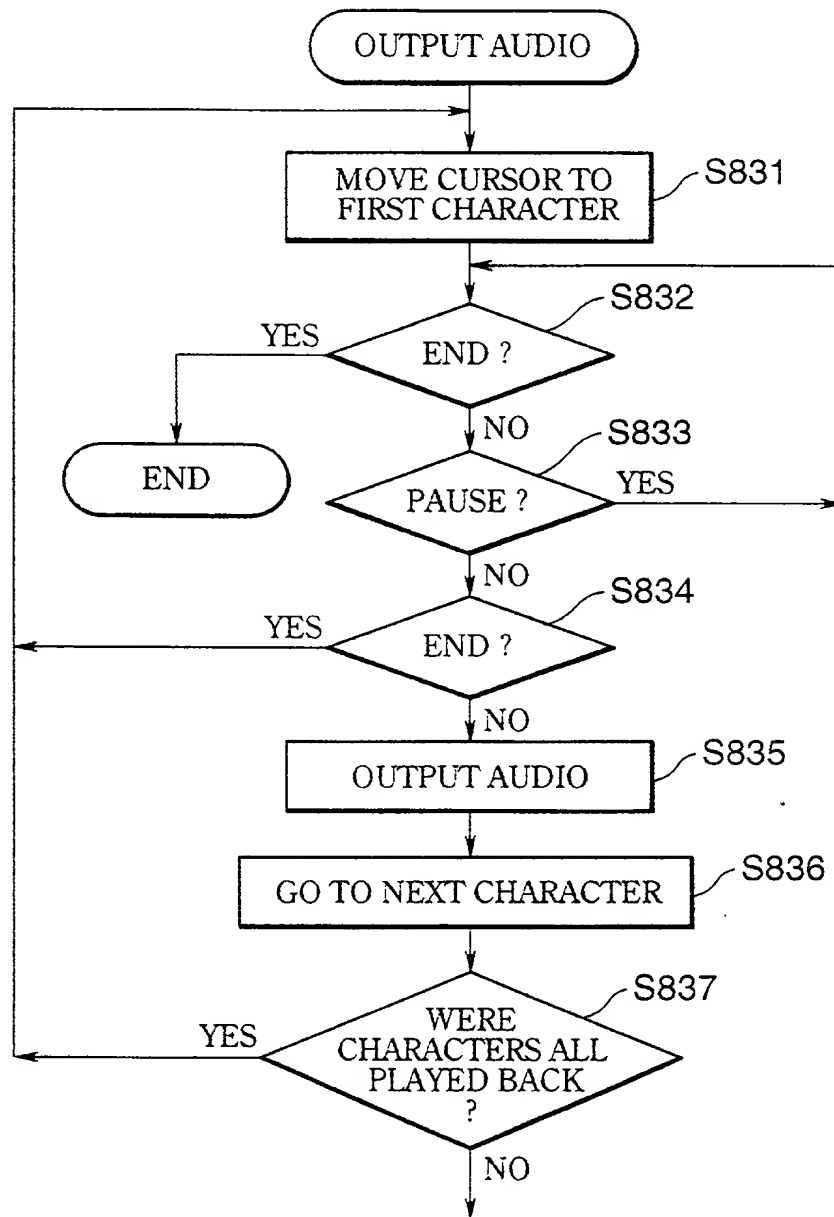 OUTPUT AUDIO
MOVE CURSOR TO
FIRST CHARACTER
S831
S832
YES
END ?
NO
S833
END
PAUSE ?
YES
NO
S834
YES
END ?
NO
S835
OUTPUT AUDIO
S836
GO TO NEXT CHARACTER
S837
YES
WERE
CHARACTERS ALL
PLAYED BACK
?
NO